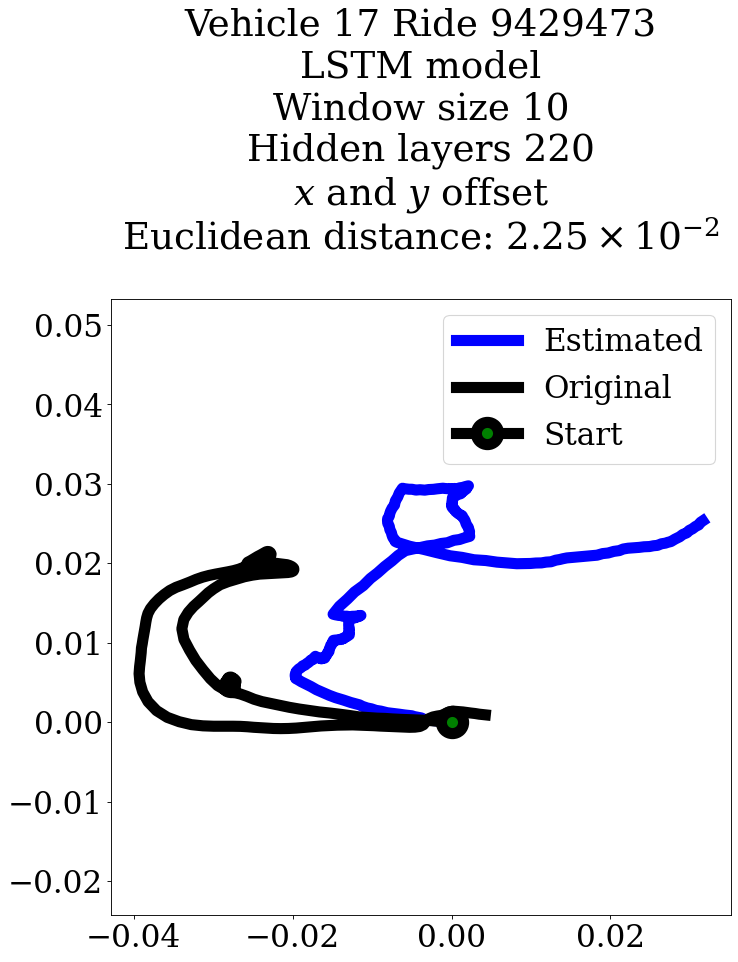 Vehicle 17 Ride 9429473
LSTM model
Window size 10
Hidden layers 220
x and y offset
Euclidean distance: 2.25 × 10⁻²
Estimated
Original
Start
0.05
0.04
0.03
0.02
0.01
0.00
−0.01
−0.02
−0.04 −0.02 0.00 0.02